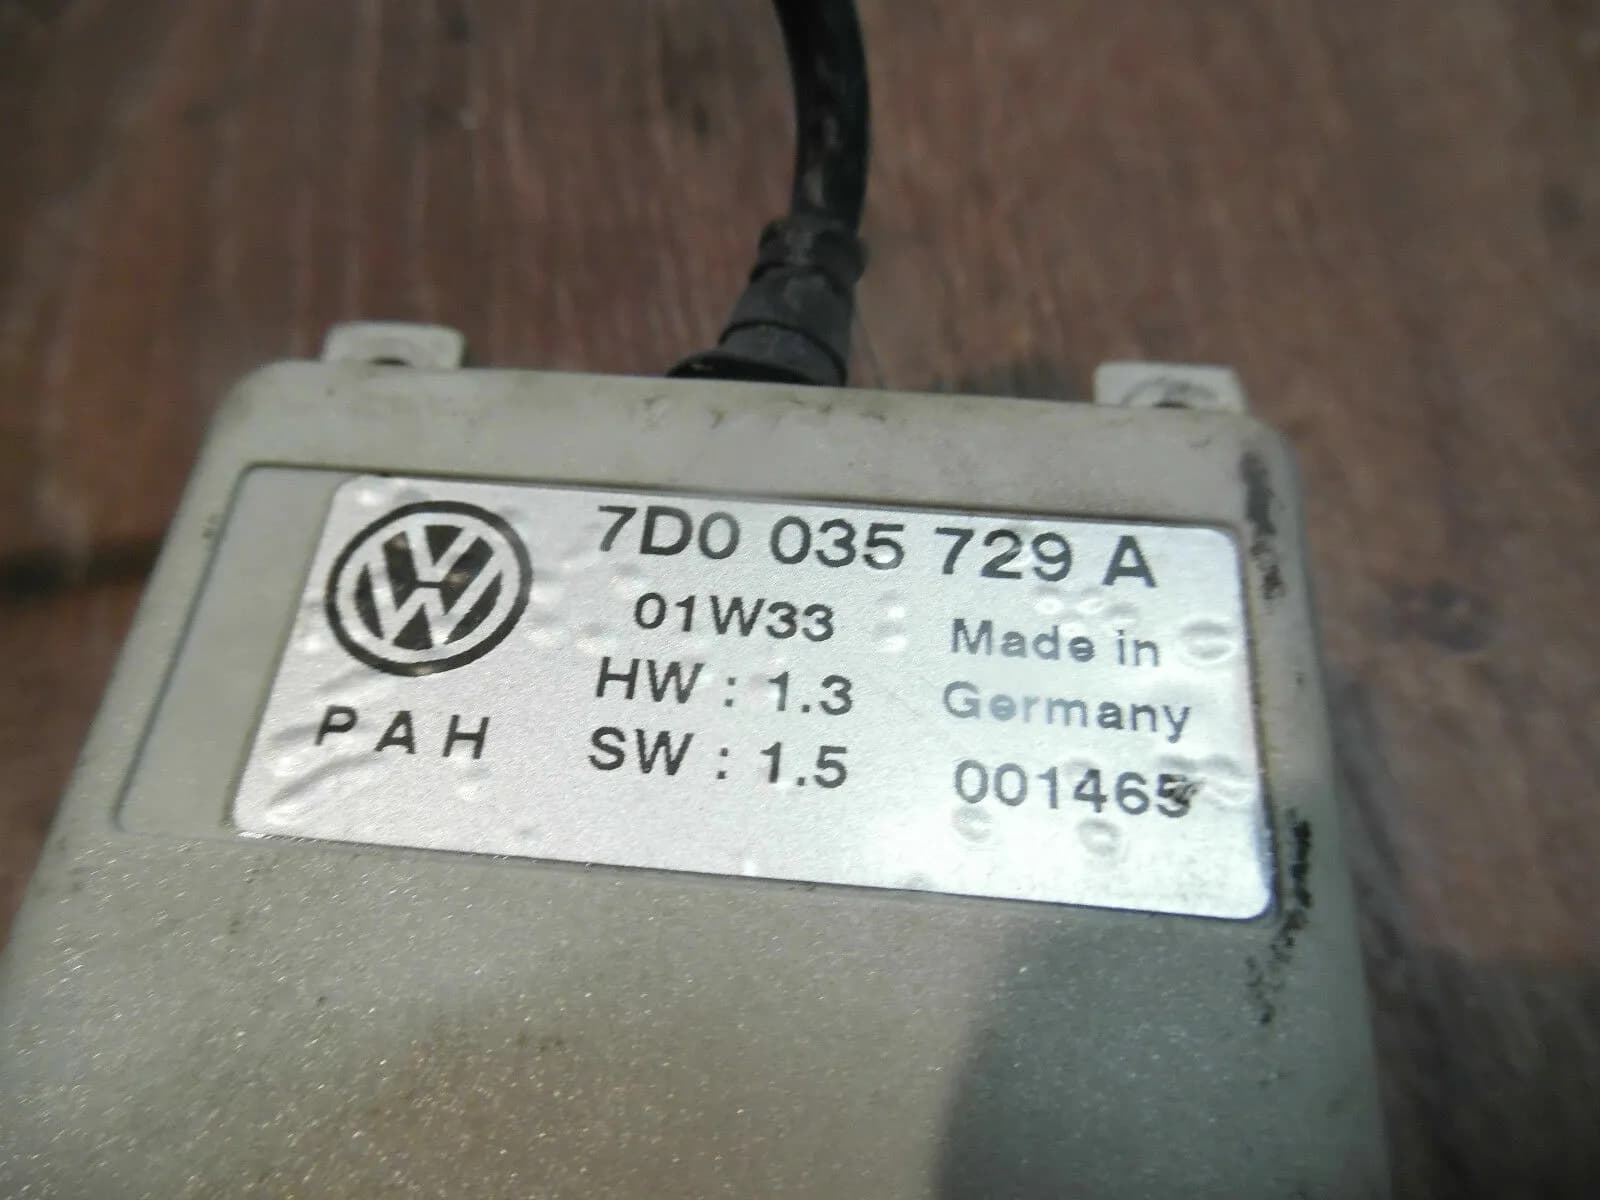 7D0 035 729 A
01W33
Made in
HW : 1.3
Germany
PAH
SW : 1.5
001465